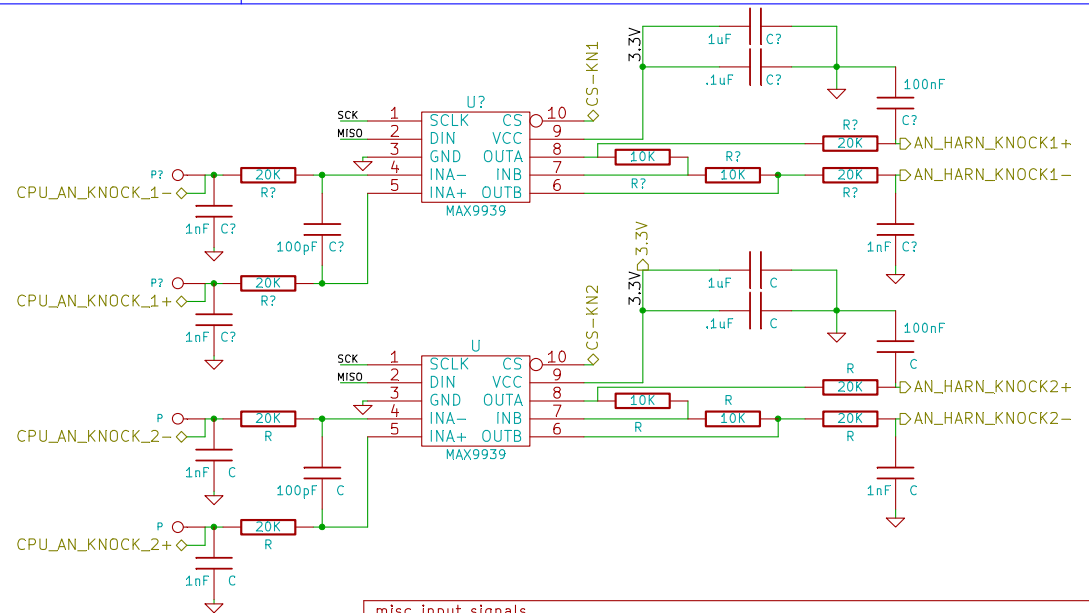 1uF C?
3.3V
.1uF C?
100nF
C?
CS-KN1
U?
SCK 1 SCLK CS 10
MISO 2 DIN VCC 9
3 GND OUTA 8
4 INA- INB 7
5 INA+ OUTB 6
MAX9939
10K
R?
R?
10K
R?
20K
AN_HARN_KNOCK1+
20K
R?
AN_HARN_KNOCK1-
P?
20K
R?
CPU_AN_KNOCK_1-
1nF C?
100pF C?
1nF C?
P?
20K
R?
CPU_AN_KNOCK_1+
1nF C?
3.3V
3.3V
1uF C
.1uF C
100nF
C
CS-KN2
U
SCK 1 SCLK CS 10
MISO 2 DIN VCC 9
3 GND OUTA 8
4 INA- INB 7
5 INA+ OUTB 6
MAX9939
10K
R
R
10K
R
20K
AN_HARN_KNOCK2+
20K
R
AN_HARN_KNOCK2-
P
20K
R
CPU_AN_KNOCK_2-
1nF C
100pF C
1nF C
P
20K
R
CPU_AN_KNOCK_2+
1nF C
misc input signals